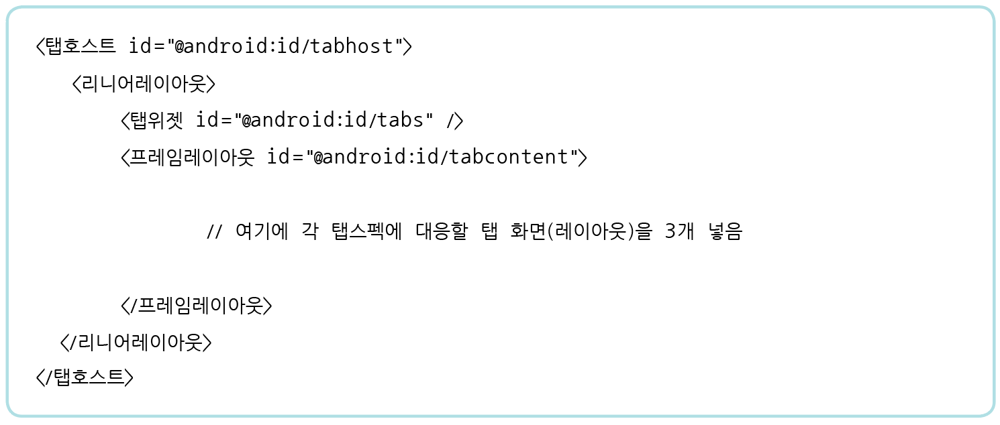 <탭호스트 id="@android:id/tabhost">
<리니어레이아웃>
<탭위젯 id="@android:id/tabs" />
<프레임레이아웃 id="@android:id/tabcontent">
// 여기에 각 탭스펙에 대응할 탭 화면(레이아웃)을 3개 넣음
</프레임레이아웃>
</리니어레이아웃>
</탭호스트>